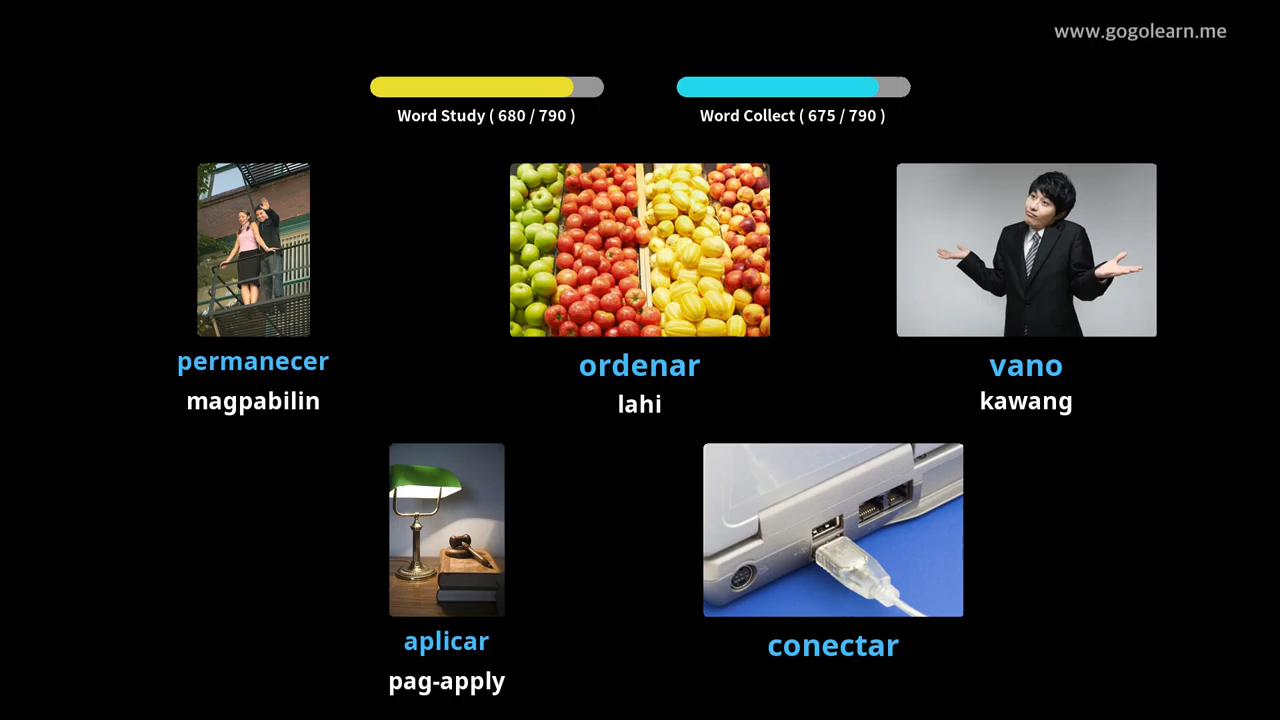 www.gogolearn.me
Word Study ( 680 / 790 )
Word Collect ( 675 / 790 )
permanecer
magpabilin
ordenar
lahi
vano
kawang
aplicar
pag-apply
conectar